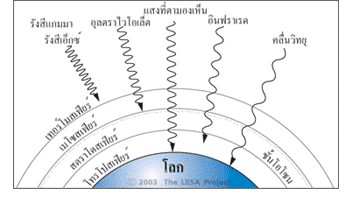 แสงที่ตามองเห็น
รังสีแกมมา
รังสีเอ็กซ์
อุลตราไวโอเล็ต
อินฟราเรด
คลื่นวิทยุ
เทอร์โมสเฟียร์
เมโซสเฟียร์
สตราโตสเฟียร์
โทรโปสเฟียร์
ชั้นโอโซน
โลก
© 2003 The LESA Project